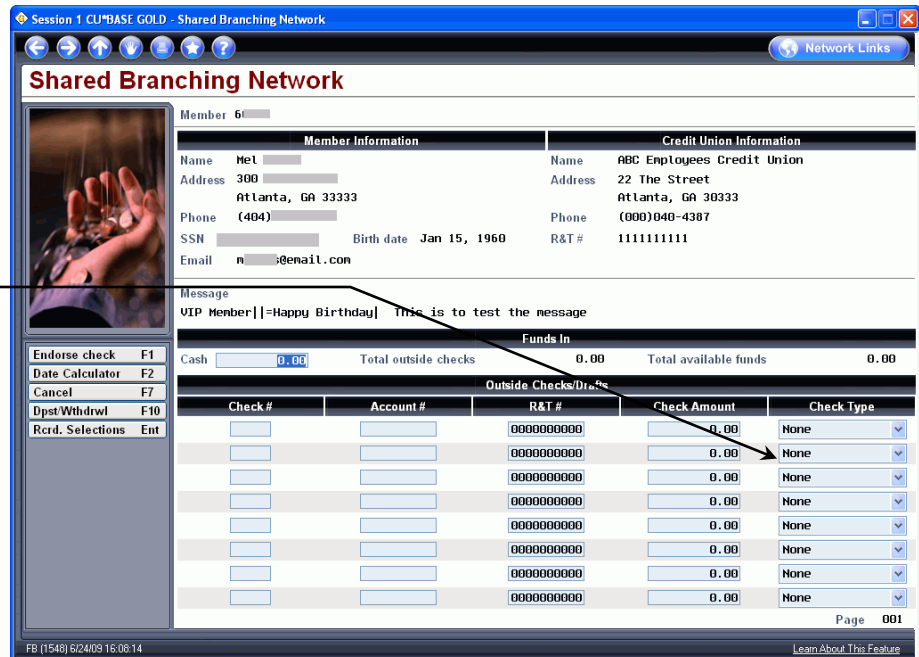 Session 1 CU*BASE GOLD - Shared Branching Network
Network Links
Shared Branching Network
Member 6
Member Information Credit Union Information
Name Mel Name ABC Employees Credit Union
Address 300 Address 22 The Street
Atlanta, GA 33333 Atlanta, GA 30333
Phone (404) Phone (000)040-4387
SSN Birth date Jan 15, 1960 R&T # 1111111111
Email m s@email.com
Message
VIP Member||=Happy Birthday| This is to test the message
Funds In
Cash 0.00 Total outside checks 0.00 Total available funds 0.00
Outside Checks/Drafts
Check # Account # R&T # Check Amount Check Type
0000000000 0.00 None
0000000000 0.00 None
0000000000 0.00 None
0000000000 0.00 None
0000000000 0.00 None
0000000000 0.00 None
0000000000 0.00 None
0000000000 0.00 None
Page 001
Endorse check F1
Date Calculator F2
Cancel F7
Dpst/Wthdrwl F10
Rcrd. Selections Ent
FB (1548) 6/24/09 16:08:14 Learn About This Feature